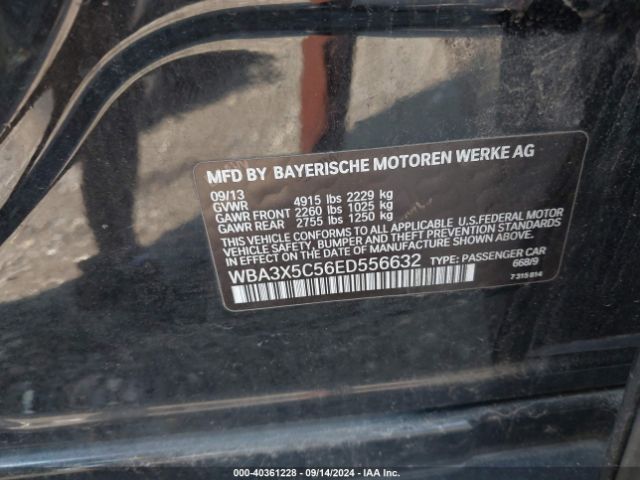 MFD BY BAYERISCHE MOTOREN WERKE AG
09/13
GVWR 4915 lbs 2229 kg
GAWR FRONT 2260 lbs 1025 kg
GAWR REAR 2755 lbs 1250 kg
THIS VEHICLE CONFORMS TO ALL APPLICABLE U.S.FEDERAL MOTOR
VEHICLE SAFETY, BUMPER AND THEFT PREVENTION STANDARDS
IN EFFECT ON THE DATE OF MANUFACTURE SHOWN ABOVE.
WBA3X5C56ED556632 TYPE: PASSENGER CAR
668/9
7 315 814
000-40361228 - 09/14/2024 - IAA Inc.